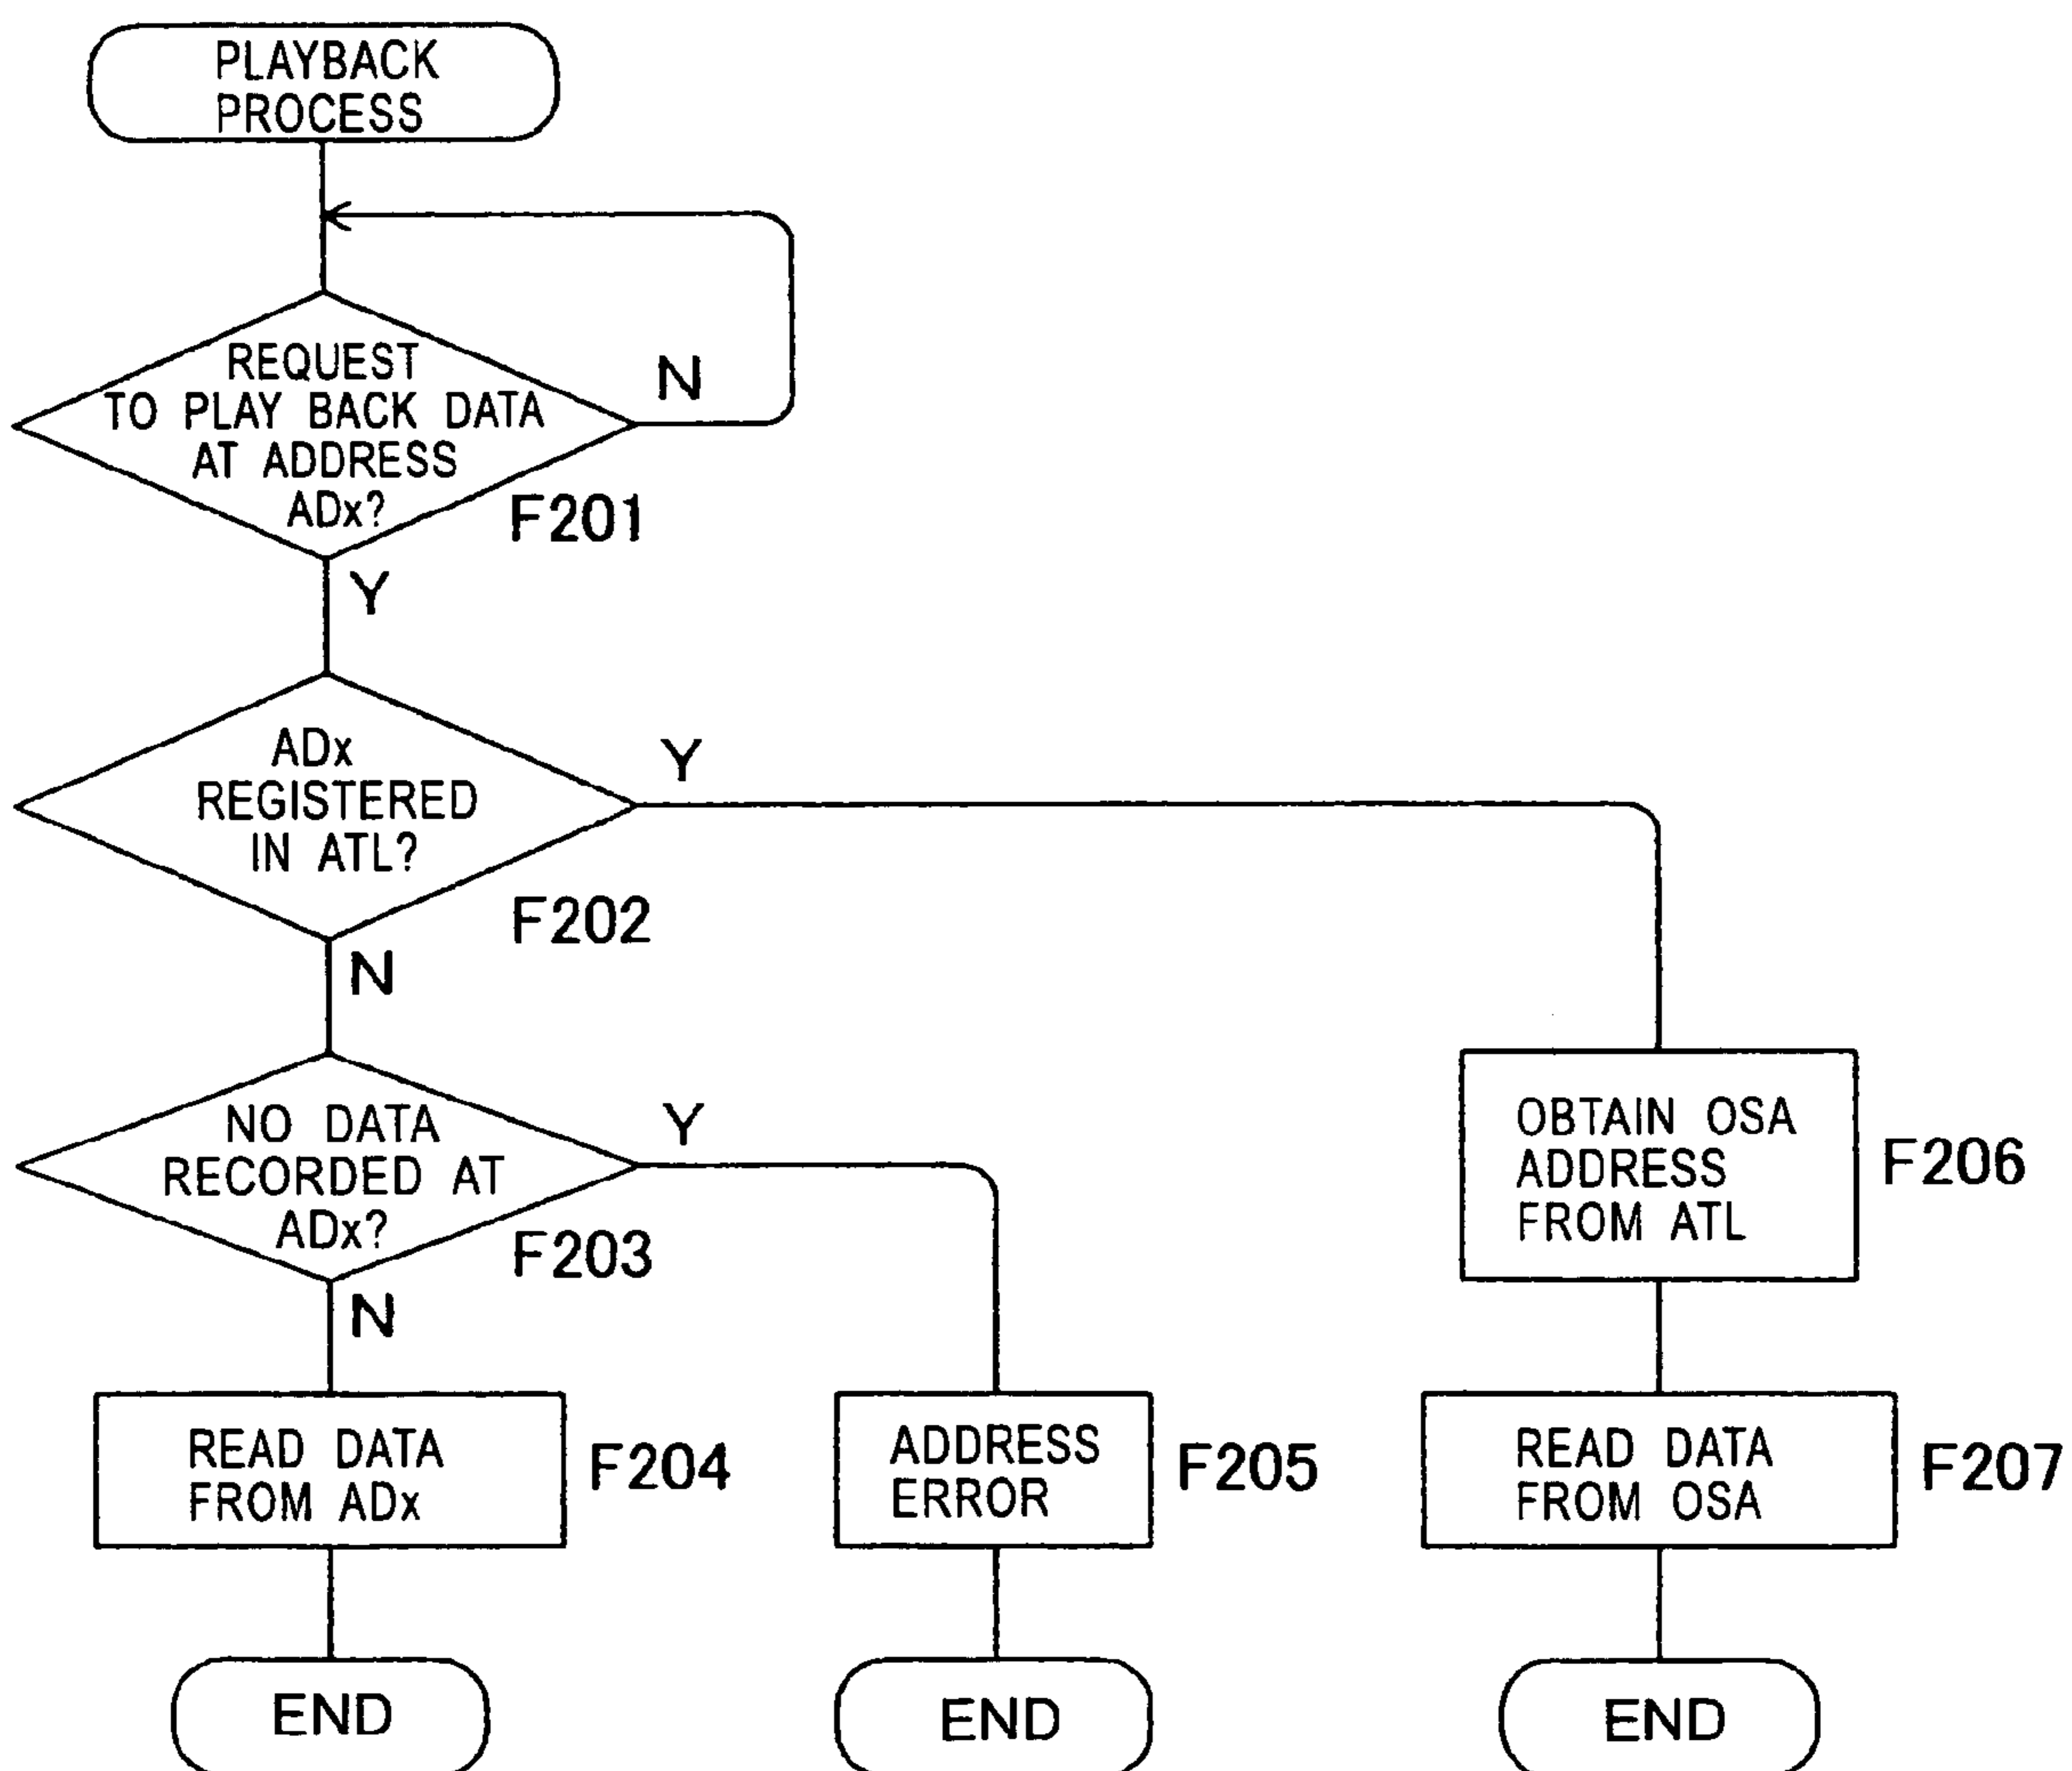 PLAYBACK
PROCESS
REQUEST
TO PLAY BACK DATA
AT ADDRESS
ADx?
N
F201
Y
ADx
REGISTERED
IN ATL?
Y
F202
N
NO DATA
RECORDED AT
ADx?
Y
F203
N
OBTAIN OSA
ADDRESS
FROM ATL
F206
READ DATA
FROM ADx
F204
ADDRESS
ERROR
F205
READ DATA
FROM OSA
F207
END
END
END